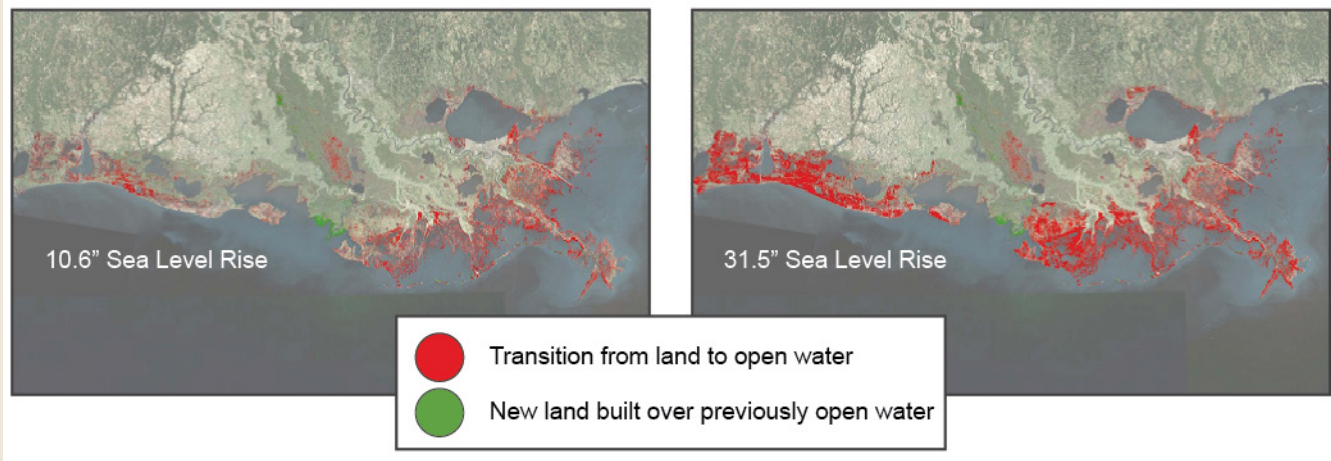 10.6" Sea Level Rise
31.5" Sea Level Rise
Transition from land to open water
New land built over previously open water